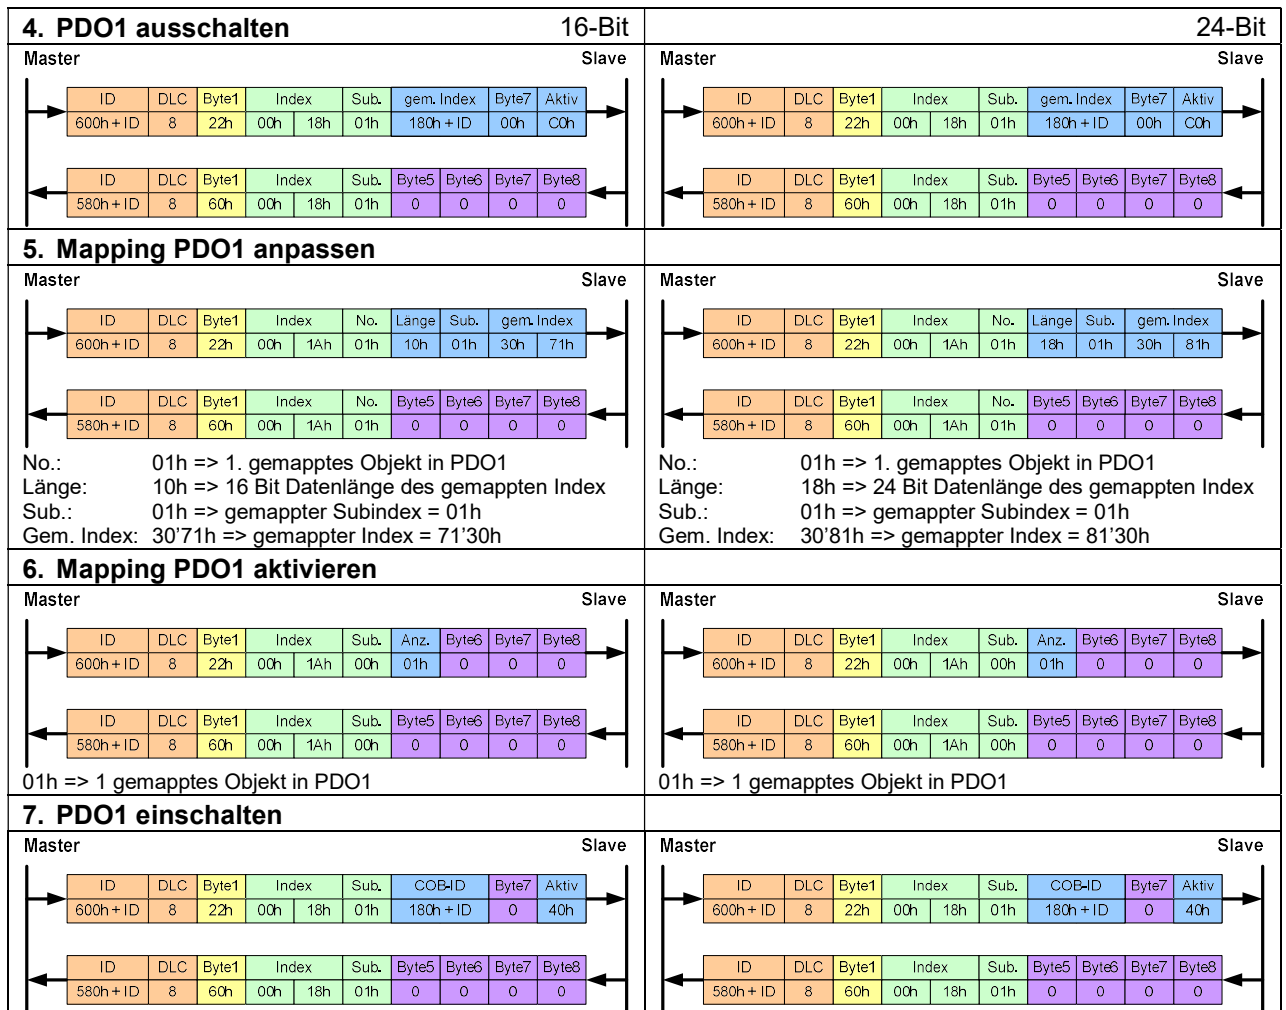 4. PDO1 ausschalten 16-Bit 24-Bit
Master Slave Master Slave
ID DLC Byte1 Index Sub. gem. Index Byte7 Aktiv ID DLC Byte1 Index Sub. gem. Index Byte7 Aktiv
600h + ID 8 22h 00h 18h 01h 180h + ID 00h C0h 600h + ID 8 22h 00h 18h 01h 180h + ID 00h C0h
ID DLC Byte1 Index Sub. Byte5 Byte6 Byte7 Byte8 ID DLC Byte1 Index Sub. Byte5 Byte6 Byte7 Byte8
580h + ID 8 60h 00h 18h 01h 0 0 0 0 580h + ID 8 60h 00h 18h 01h 0 0 0 0
5. Mapping PDO1 anpassen
Master Slave Master Slave
ID DLC Byte1 Index No. Länge Sub. gem. Index ID DLC Byte1 Index No. Länge Sub. gem. Index
600h + ID 8 22h 00h 1Ah 01h 10h 01h 30h 71h 600h + ID 8 22h 00h 1Ah 01h 18h 01h 30h 81h
ID DLC Byte1 Index No. Byte5 Byte6 Byte7 Byte8 ID DLC Byte1 Index No. Byte5 Byte6 Byte7 Byte8
580h + ID 8 60h 00h 1Ah 01h 0 0 0 0 580h + ID 8 60h 00h 1Ah 01h 0 0 0 0
No.: 01h => 1. gemapptes Objekt in PDO1 No.: 01h => 1. gemapptes Objekt in PDO1
Länge: 10h => 16 Bit Datenlänge des gemappten Index Länge: 18h => 24 Bit Datenlänge des gemappten Index
Sub.: 01h => gemappter Subindex = 01h Sub.: 01h => gemappter Subindex = 01h
Gem. Index: 30’71h => gemappter Index = 71’30h Gem. Index: 30’81h => gemappter Index = 81’30h
6. Mapping PDO1 aktivieren
Master Slave Master Slave
ID DLC Byte1 Index Sub. Anz. Byte6 Byte7 Byte8 ID DLC Byte1 Index Sub. Anz. Byte6 Byte7 Byte8
600h + ID 8 22h 00h 1Ah 00h 01h 0 0 0 600h + ID 8 22h 00h 1Ah 00h 01h 0 0 0
ID DLC Byte1 Index Sub. Byte5 Byte6 Byte7 Byte8 ID DLC Byte1 Index Sub. Byte5 Byte6 Byte7 Byte8
580h + ID 8 60h 00h 1Ah 00h 0 0 0 0 580h + ID 8 60h 00h 1Ah 00h 0 0 0 0
01h => 1 gemapptes Objekt in PDO1 01h => 1 gemapptes Objekt in PDO1
7. PDO1 einschalten
Master Slave Master Slave
ID DLC Byte1 Index Sub. COB-ID Byte7 Aktiv ID DLC Byte1 Index Sub. COB-ID Byte7 Aktiv
600h + ID 8 22h 00h 18h 01h 180h + ID 0 40h 600h + ID 8 22h 00h 18h 01h 180h + ID 0 40h
ID DLC Byte1 Index Sub. Byte5 Byte6 Byte7 Byte8 ID DLC Byte1 Index Sub. Byte5 Byte6 Byte7 Byte8
580h + ID 8 60h 00h 18h 01h 0 0 0 0 580h + ID 8 60h 00h 18h 01h 0 0 0 0